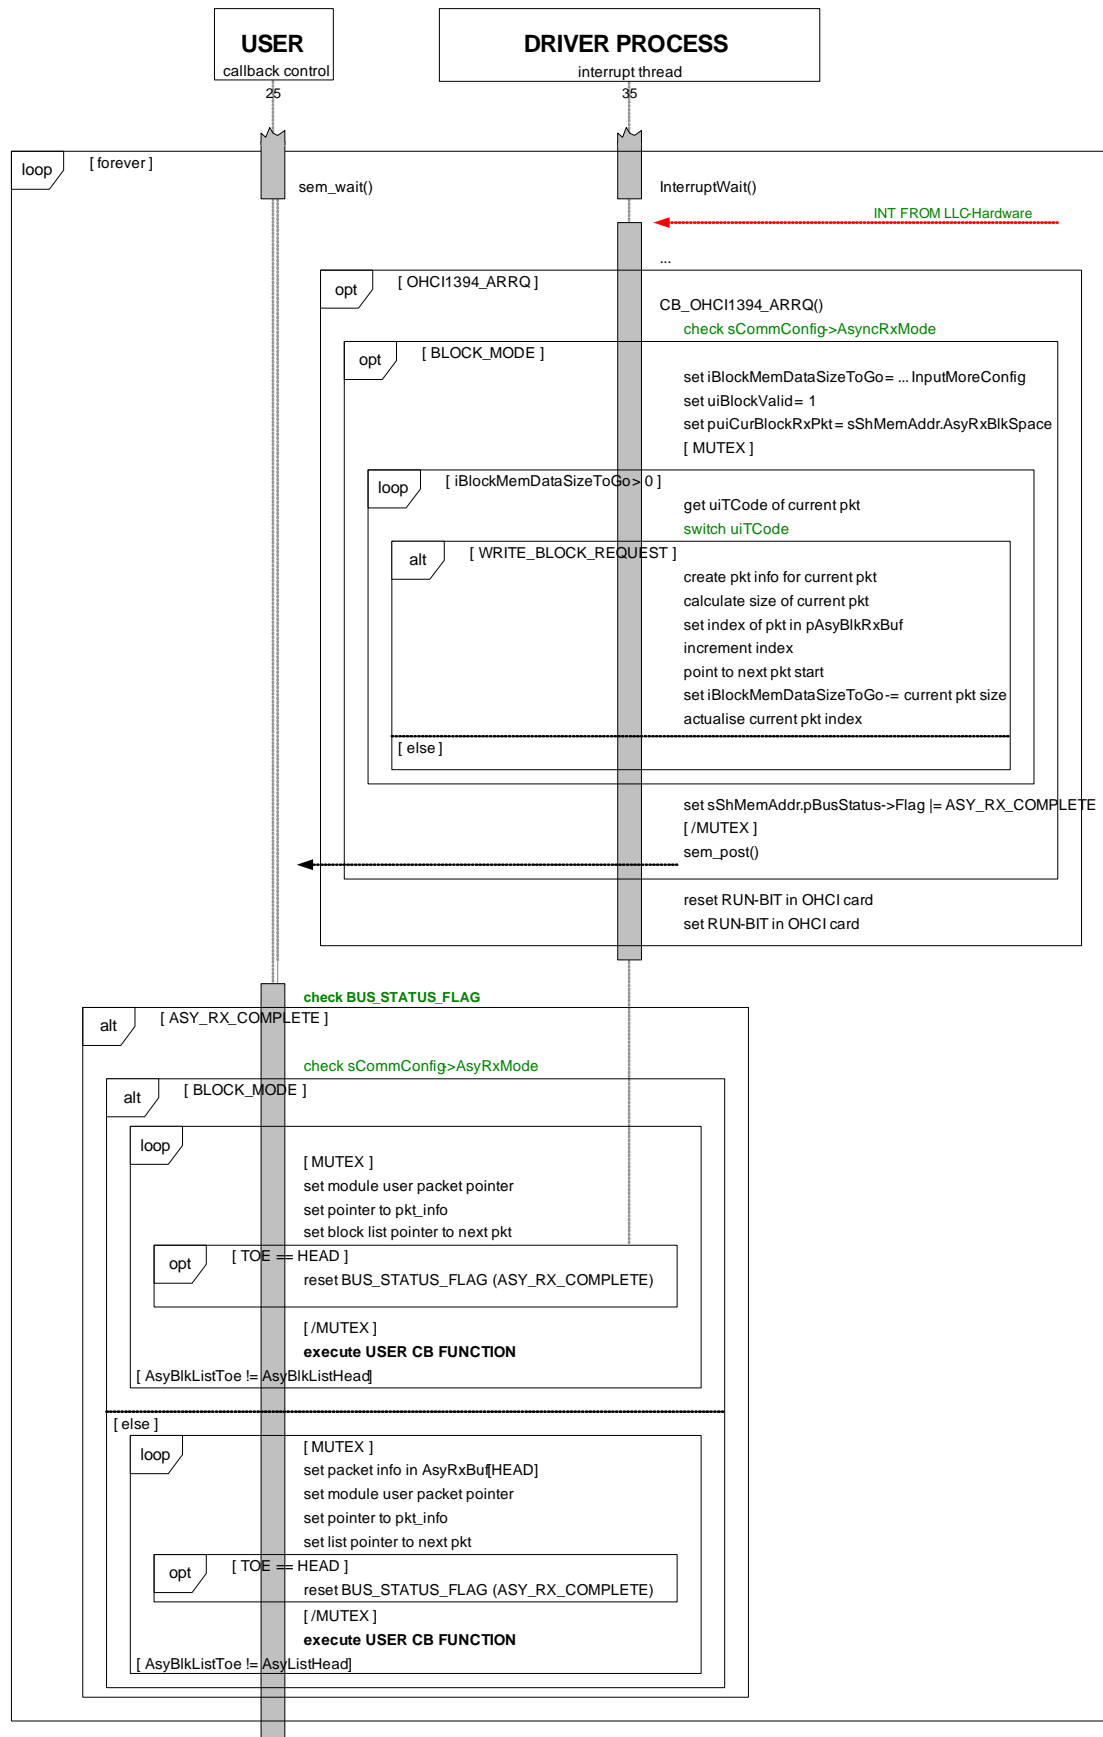 USER
callback control
25
DRIVER PROCESS
interrupt thread
35
loop
[ forever ]
sem_wait()
InterruptWait()
INT FROM LLC-Hardware
...
opt
[ OHCI1394_ARRQ ]
CB_OHCI1394_ARRQ()
check sCommConfig->AsyncRxMode
opt
[ BLOCK_MODE ]
set iBlockMemDataSizeToGo = ... InputMoreConfig
set uiBlockValid = 1
set puiCurBlockRxPkt = sShMemAddr.AsyRxBlkSpace
[ MUTEX ]
loop
[ iBlockMemDataSizeToGo > 0 ]
get uiTCode of current pkt
switch uiTCode
alt
[ WRITE_BLOCK_REQUEST ]
create pkt info for current pkt
calculate size of current pkt
set index of pkt in pAsyBlkRxBuf
increment index
point to next pkt start
set iBlockMemDataSizeToGo -= current pkt size
actualise current pkt index
[ else ]
set sShMemAddr.pBusStatus->Flag |= ASY_RX_COMPLETE
[ /MUTEX ]
sem_post()
reset RUN-BIT in OHCI card
set RUN-BIT in OHCI card
check BUS_STATUS_FLAG
alt
[ ASY_RX_COMPLETE ]
check sCommConfig->AsyRxMode
alt
[ BLOCK_MODE ]
loop
[ MUTEX ]
set module user packet pointer
set pointer to pkt_info
set block list pointer to next pkt
opt
[ TOE == HEAD ]
reset BUS_STATUS_FLAG (ASY_RX_COMPLETE)
[ /MUTEX ]
execute USER CB FUNCTION
[ AsyBlkListToe != AsyBlkListHead]
[ else ]
loop
[ MUTEX ]
set packet info in AsyRxBuf[HEAD]
set module user packet pointer
set pointer to pkt_info
set list pointer to next pkt
opt
[ TOE == HEAD ]
reset BUS_STATUS_FLAG (ASY_RX_COMPLETE)
[ /MUTEX ]
execute USER CB FUNCTION
[ AsyBlkListToe != AsyListHead]